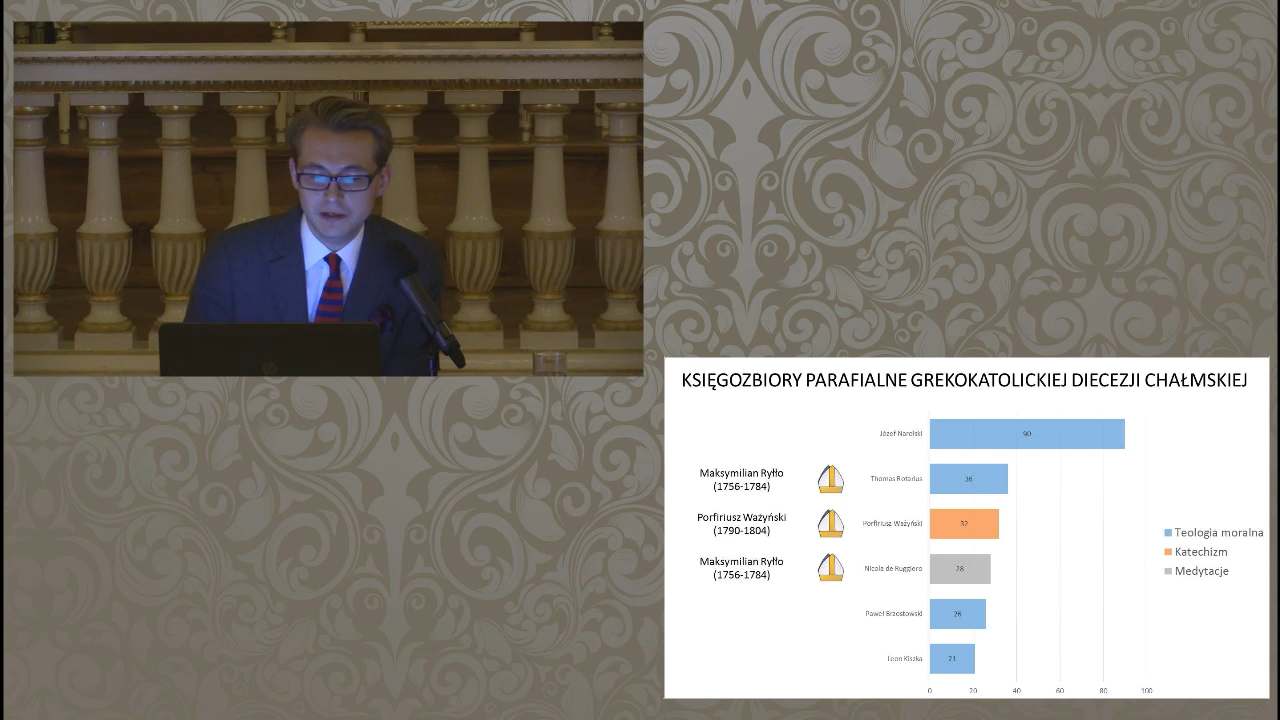 KSIĘGOZBIORY PARAFIALNE GREKOKATOLICKIEJ DIECEZJI CHAŁMSKIEJ
Józef Narolski
90
Maksymilian Ryłło
(1756-1784)
Thomas Rotarius
36
Porfiriusz Ważyński
(1790-1804)
Porfiriusz Ważyński
32
Maksymilian Ryłło
(1756-1784)
Nicola de Ruggiero
28
Paweł Brzostowski
26
Leon Kiszka
21
0 20 40 60 80 100
Teologia moralna
Katechizm
Medytacje